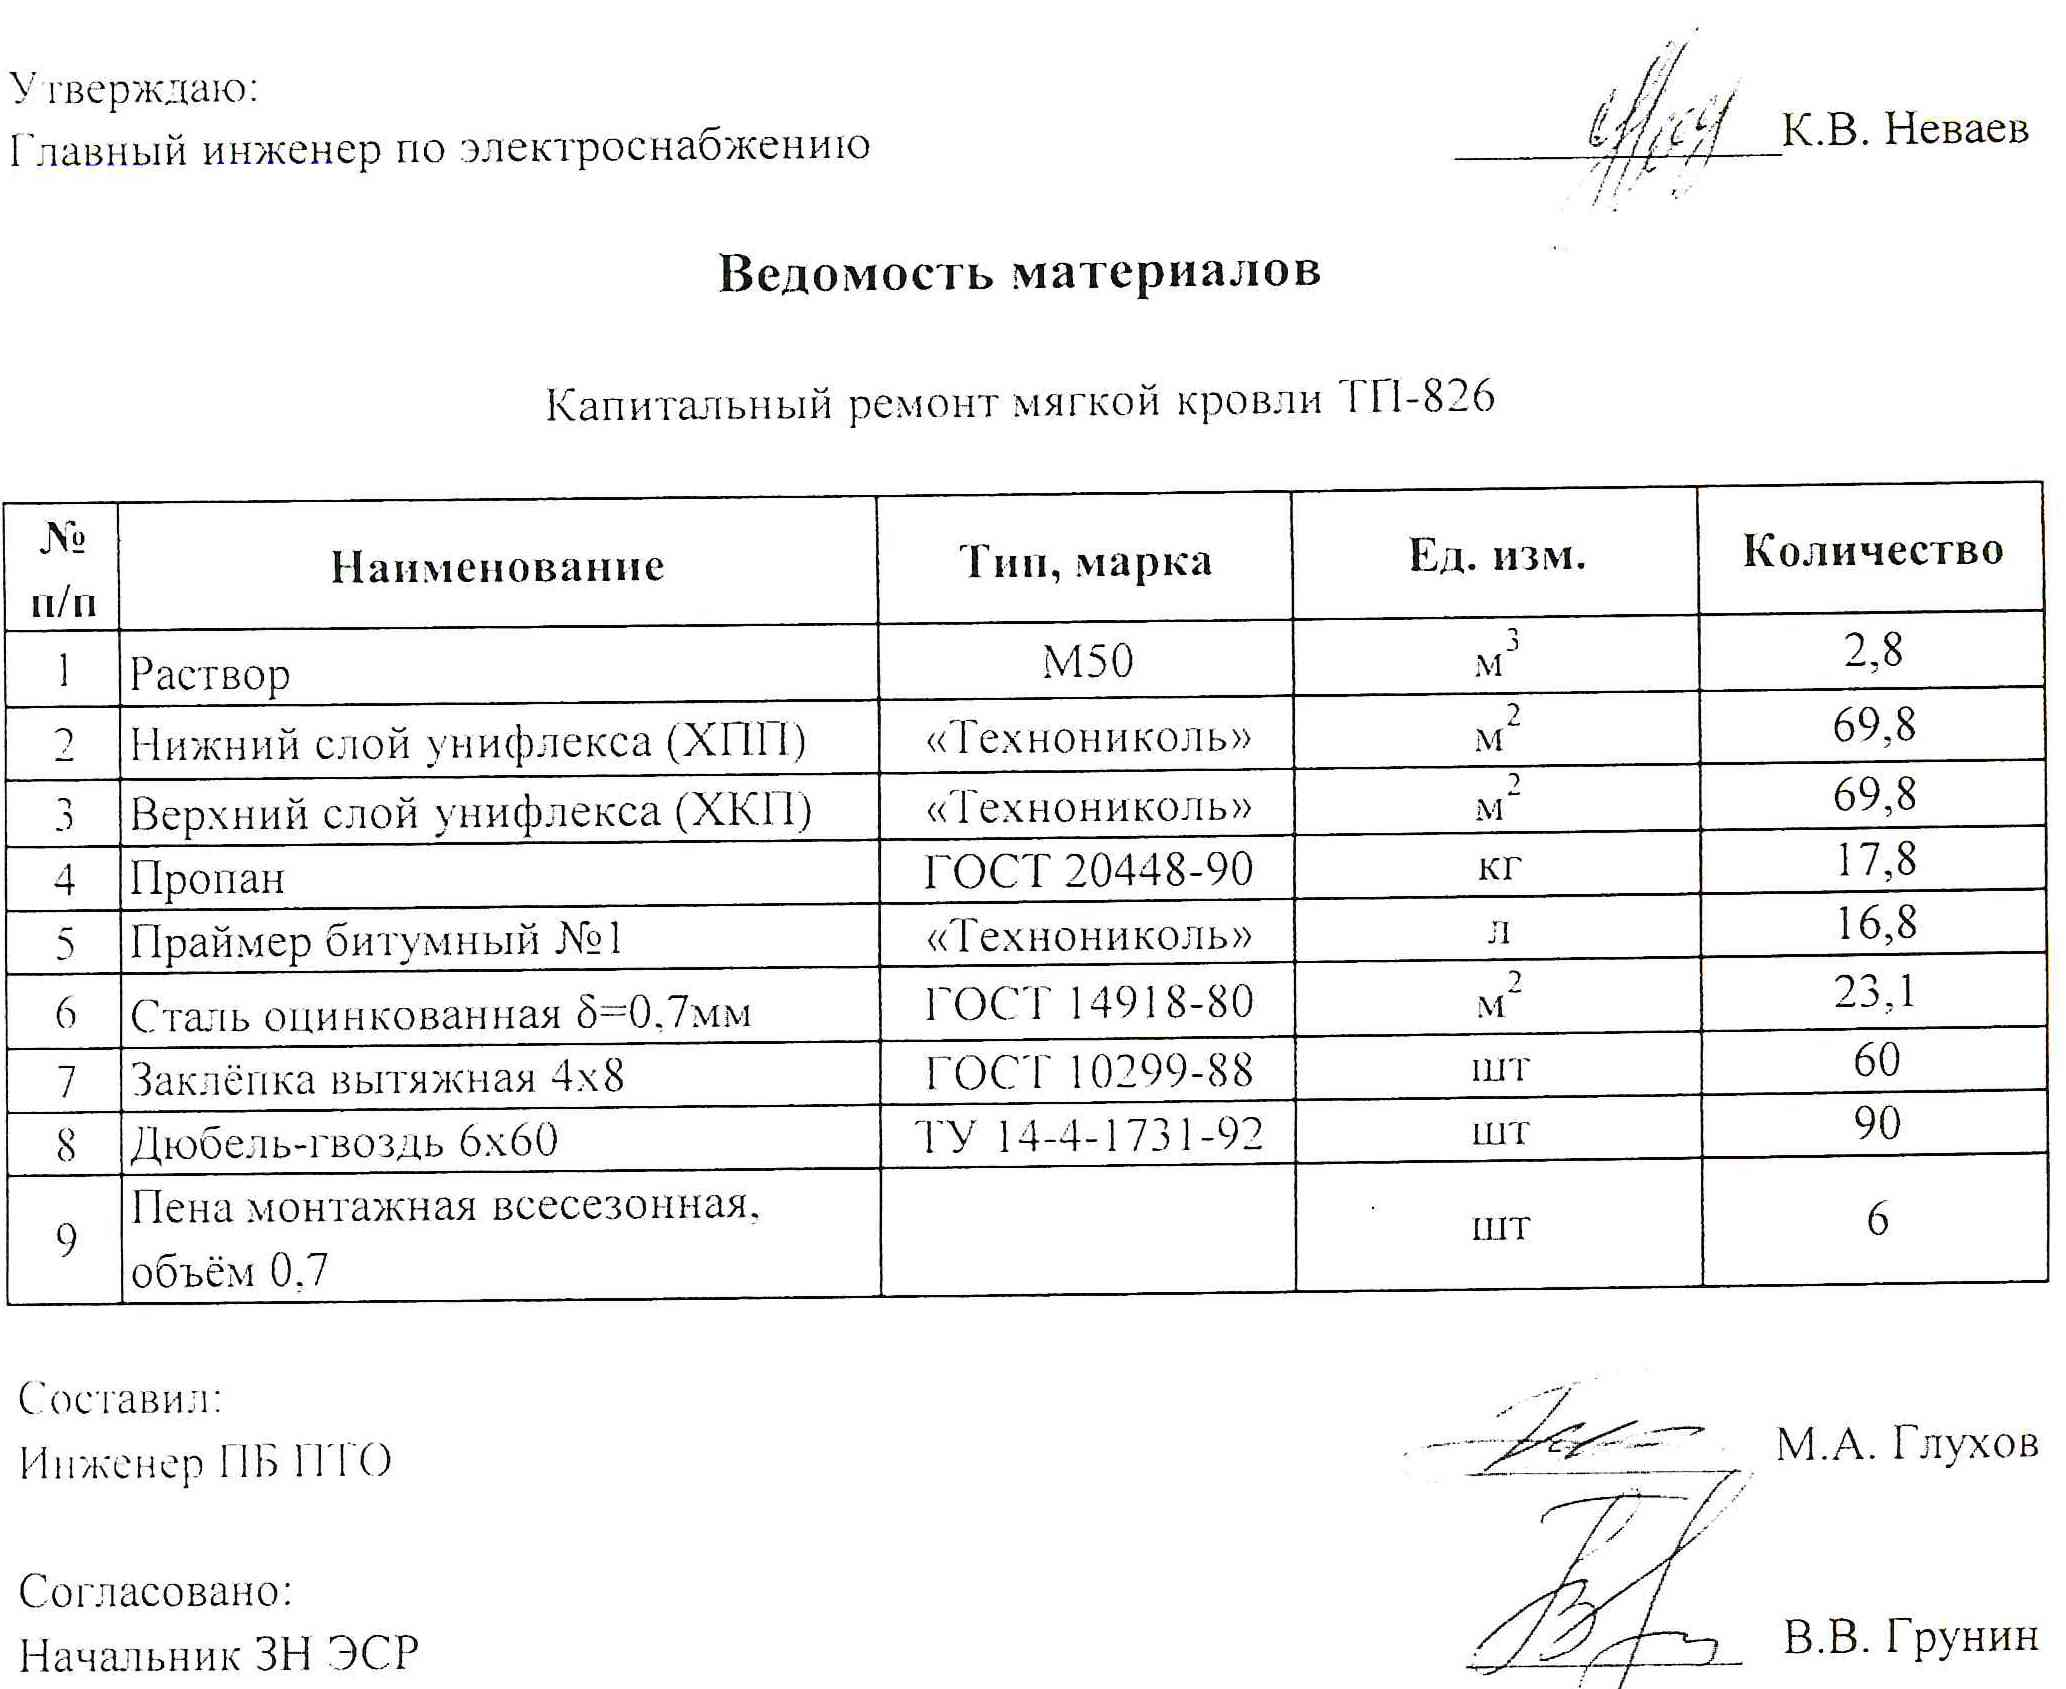 Утверждаю:
Главный инженер по электроснабжению К.В. Неваев
Ведомость материалов
Капитальный ремонт мягкой кровли ТП-826
№ п/п Наименование Тип, марка Ед. изм. Количество
1 Раствор М50 м³ 2,8
2 Нижний слой унифлекса (ХПП) «Технониколь» м² 69,8
3 Верхний слой унифлекса (ХКП) «Технониколь» м² 69,8
4 Пропан ГОСТ 20448-90 кг 17,8
5 Праймер битумный №1 «Технониколь» л 16,8
6 Сталь оцинкованная δ=0,7мм ГОСТ 14918-80 м² 23,1
7 Заклёпка вытяжная 4х8 ГОСТ 10299-88 шт 60
8 Дюбель-гвоздь 6х60 ТУ 14-4-1731-92 шт 90
9 Пена монтажная всесезонная,
объём 0,7 шт 6
Составил:
Инженер ПБ ПТО М.А. Глухов
Согласовано:
Начальник ЗН ЭСР В.В. Грунин